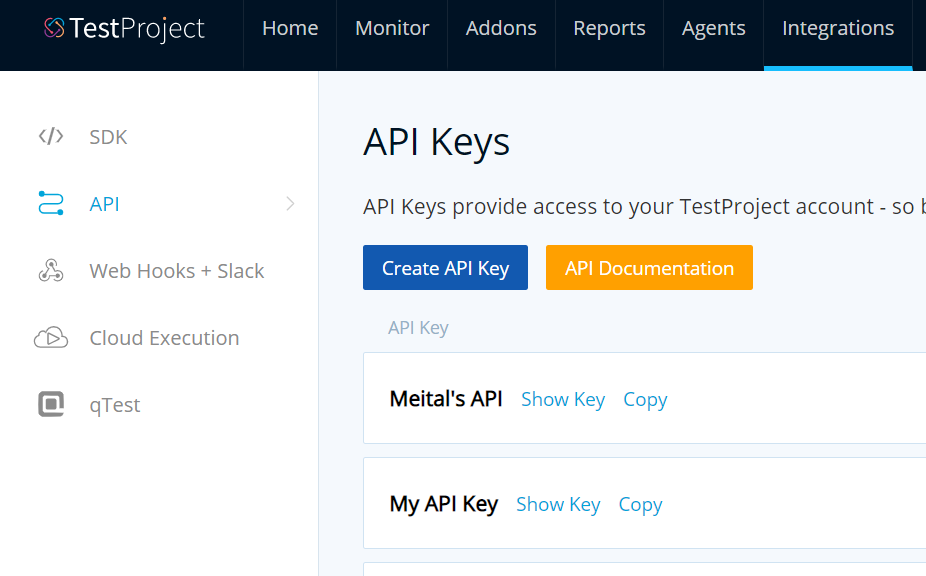 TestProject Home Monitor Addons Reports Agents Integrations
SDK
API
Web Hooks + Slack
Cloud Execution
qTest
API Keys
API Keys provide access to your TestProject account - so
Create API Key API Documentation
API Key
Meital's API Show Key Copy
My API Key Show Key Copy